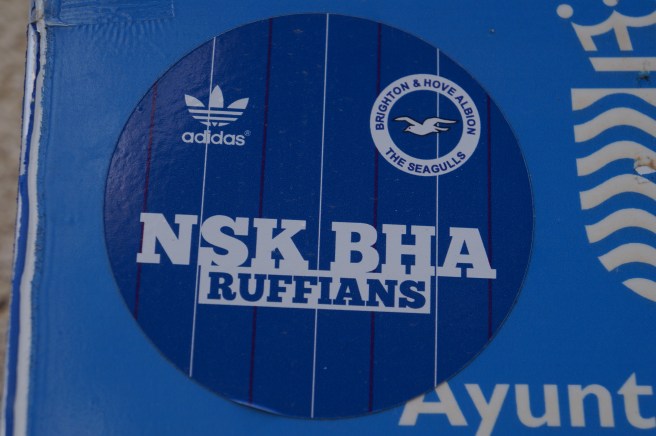 adidas
BRIGHTON & HOVE ALBION
THE SEAGULLS
NSK BHA
RUFFIANS
Ayunt